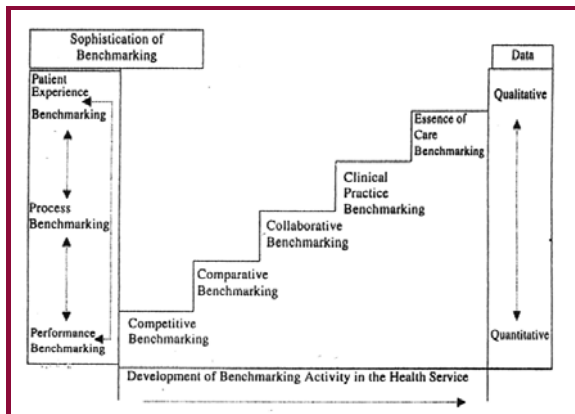 Sophistication of
Benchmarking
Data
Patient
Experience
Benchmarking
Process
Benchmarking
Performance
Benchmarking
Competitive
Benchmarking
Comparative
Benchmarking
Collaborative
Benchmarking
Clinical
Practice
Benchmarking
Essence of
Care
Benchmarking
Qualitative
Quantitative
Development of Benchmarking Activity in the Health Service